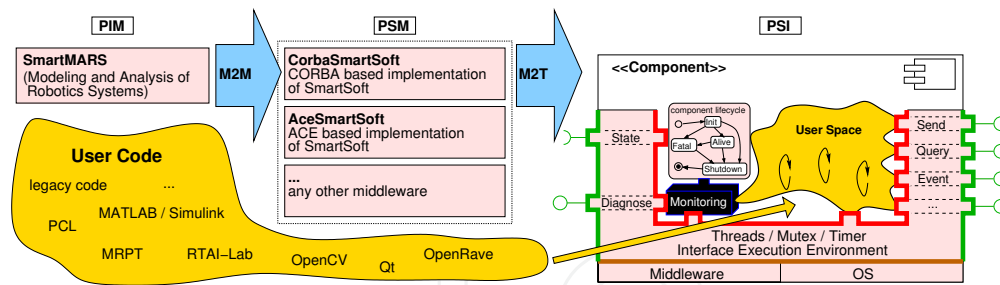 PIM
PSM
PSI
SmartMARS
(Modeling and Analysis of
Robotics Systems)
M2M
CorbaSmartSoft
CORBA based implementation
of SmartSoft
AceSmartSoft
ACE based implementation
of SmartSoft
...
any other middleware
M2T
User Code
legacy code
...
PCL
MATLAB / Simulink
MRPT
RTAI−Lab
OpenCV
Qt
OpenRave
<<Component>>
component lifecycle
Init
Fatal
Alive
Shutdown
State
Diagnose
Monitoring
User Space
Send
Query
Event
...
Threads / Mutex / Timer
Interface Execution Environment
Middleware
OS